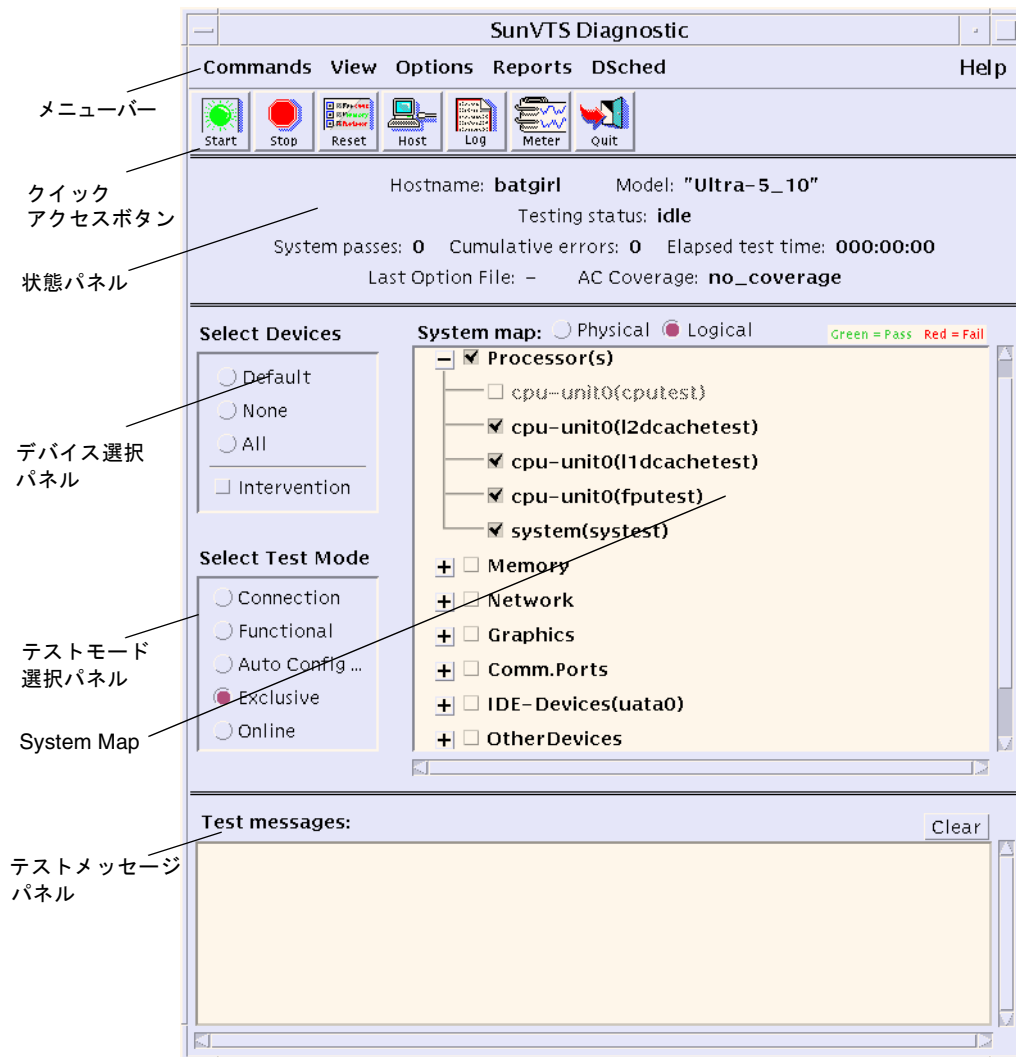 SunVTS Diagnostic
Commands View Options Reports DSched Help
メニューバー
Start Stop Reset Host Log Meter Quit
クイック
アクセスボタン
Hostname: batgirl Model: "Ultra-5_10"
Testing status: idle
System passes: 0 Cumulative errors: 0 Elapsed test time: 000:00:00
状態パネル
Last Option File: - AC Coverage: no_coverage
Select Devices
System map: Physical Logical Green = Pass Red = Fail
Default
None
All
Intervention
デバイス選択
パネル
Processor(s)
cpu-unit0(cputest)
cpu-unit0(l2dcachetest)
cpu-unit0(l1dcachetest)
cpu-unit0(fputest)
system(systest)
Memory
Network
Graphics
Comm.Ports
IDE-Devices(uata0)
OtherDevices
Select Test Mode
Connection
Functional
Auto Config ...
Exclusive
Online
テストモード
選択パネル
System Map
Test messages: Clear
テストメッセージ
パネル